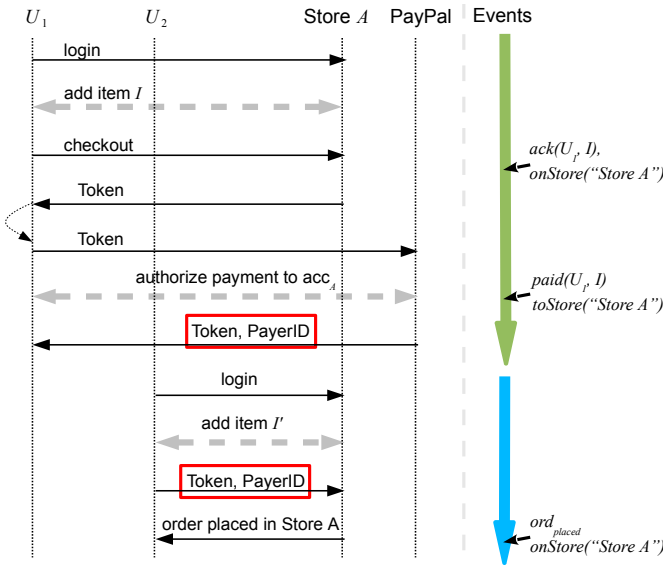 U1 U2 Store A PayPal Events
login
add item I
checkout
ack(U1, I),
onStore("Store A")
Token
Token
authorize payment to accA
paid(U1, I)
toStore("Store A")
Token, PayerID
login
add item I'
Token, PayerID
order placed in Store A
ordplaced
onStore("Store A")